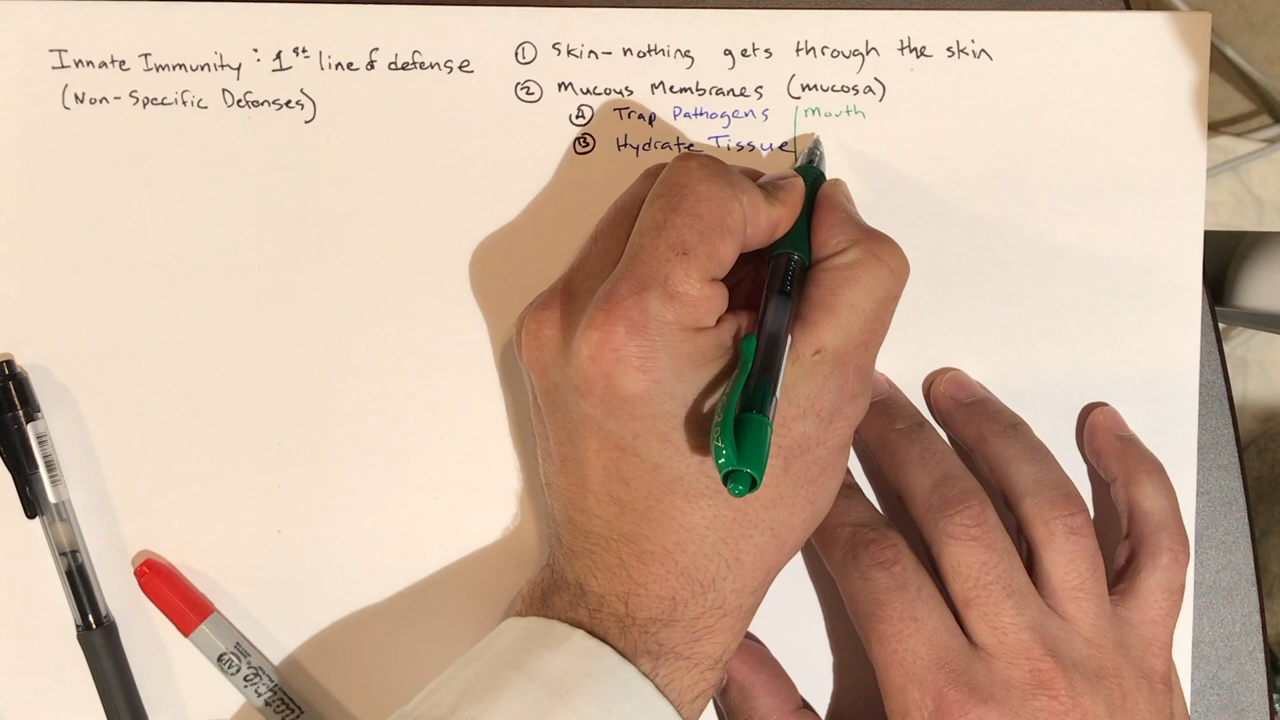 Innate Immunity: 1st line of defense
(Non-Specific Defenses)
① Skin-nothing gets through the skin
② Mucous Membranes (mucosa)
Ⓐ Trap Pathogens
Ⓑ Hydrate Tissue
Mouth